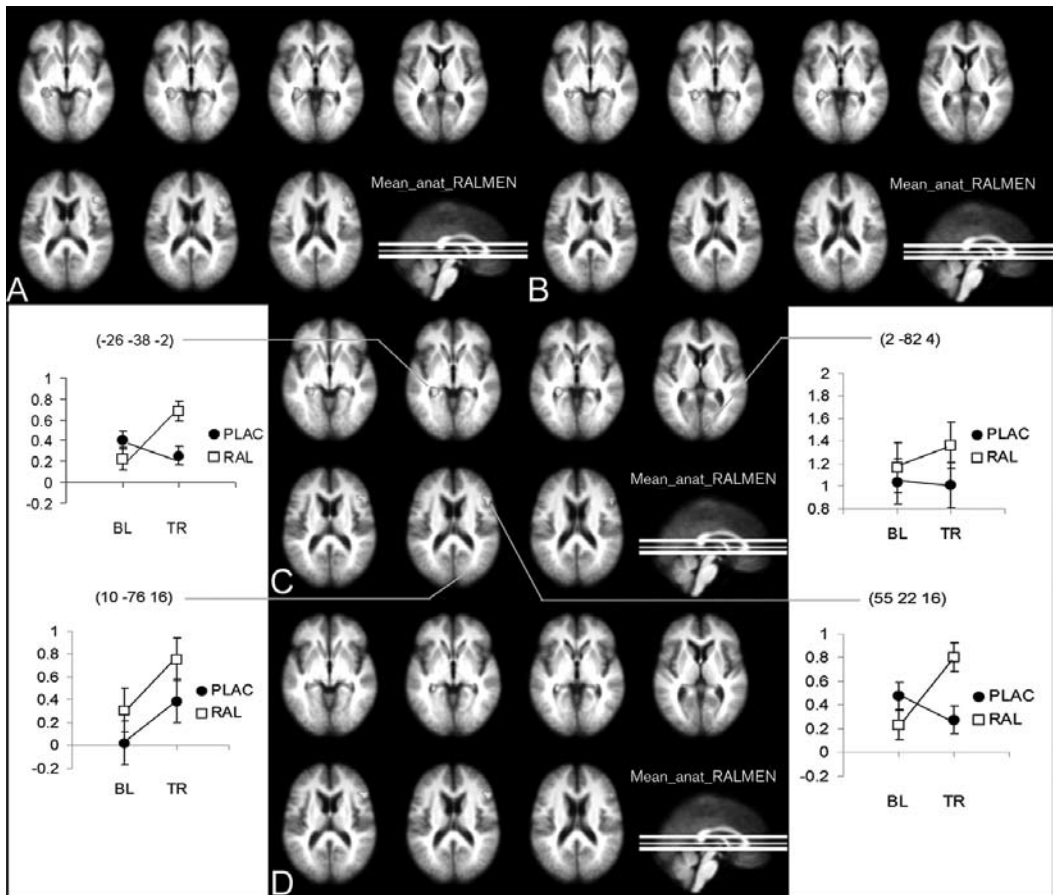 Mean_anat_RALMEN
Mean_anat_RALMEN
A
B
(-26 -38 -2)
1
0.8
0.6
0.4
0.2
0
-0.2
BL
TR
PLAC
RAL
(2 -82 4)
2
1.8
1.6
1.4
1.2
1
0.8
BL
TR
PLAC
RAL
Mean_anat_RALMEN
C
(10 -76 16)
1
0.8
0.6
0.4
0.2
0
-0.2
BL
TR
PLAC
RAL
(55 22 16)
1
0.8
0.6
0.4
0.2
0
-0.2
BL
TR
PLAC
RAL
Mean_anat_RALMEN
D